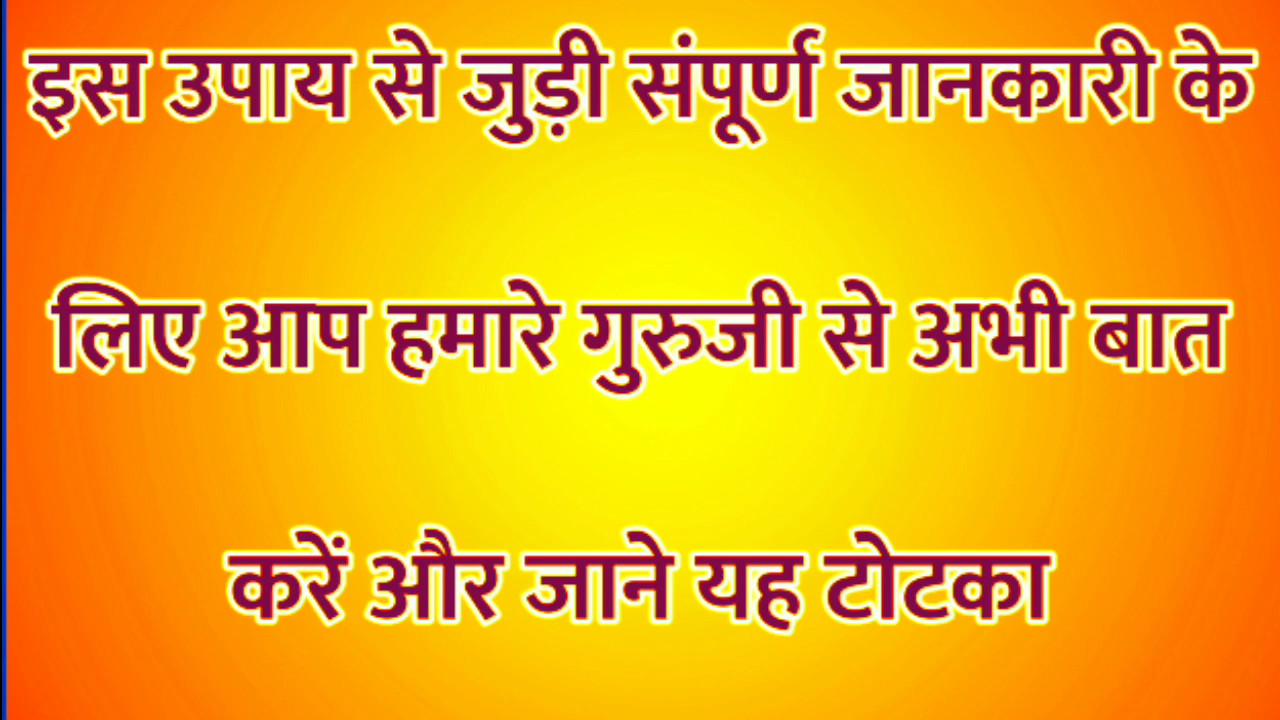 इस उपाय से जुड़ी संपूर्ण जानकारी के
लिए आप हमारे गुरुजी से अभी बात
करें और जाने यह टोटका